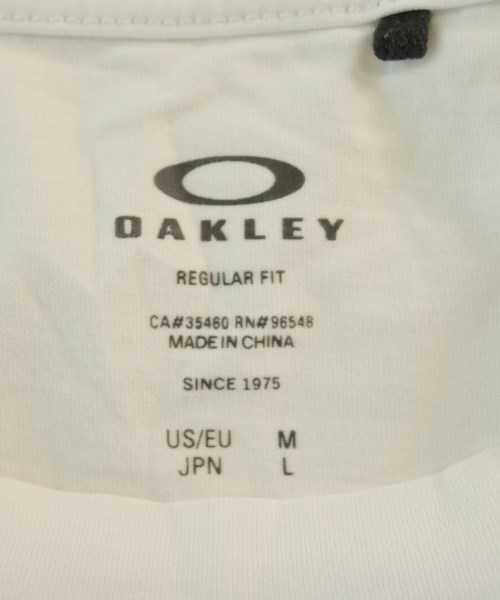 OAKLEY
REGULAR FIT
CA#35460 RN#96548
MADE IN CHINA
SINCE 1975
US/EU M
JPN L